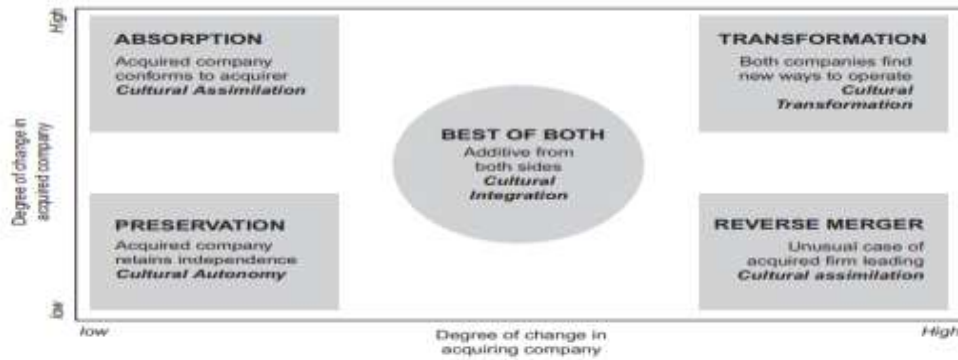 High
ABSORPTION
Acquired company
conforms to acquirer
Cultural Assimilation
TRANSFORMATION
Both companies find
new ways to operate
Cultural
Transformation
BEST OF BOTH
Additive from
both sides
Cultural
Integration
Degree of change in
acquired company
PRESERVATION
Acquired company
retains independence
Cultural Autonomy
REVERSE MERGER
Unusual case of
acquired firm leading
Cultural assimilation
low
low
Degree of change in
acquiring company
High